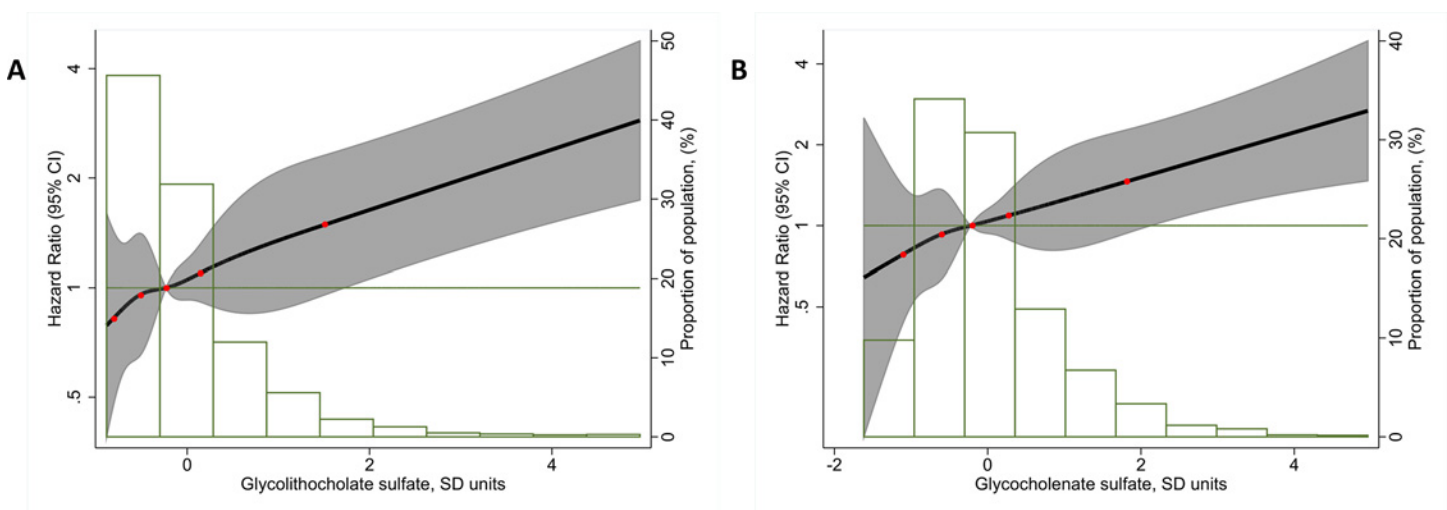 A
Hazard Ratio (95% CI)
4
2
1
.5
50
40
30
20
10
0
Proportion of population, (%)
0 2 4
Glycolithocholate sulfate, SD units
B
Hazard Ratio (95% CI)
4
2
1
.5
40
30
20
10
0
Proportion of population, (%)
-2 0 2 4
Glycocholenate sulfate, SD units